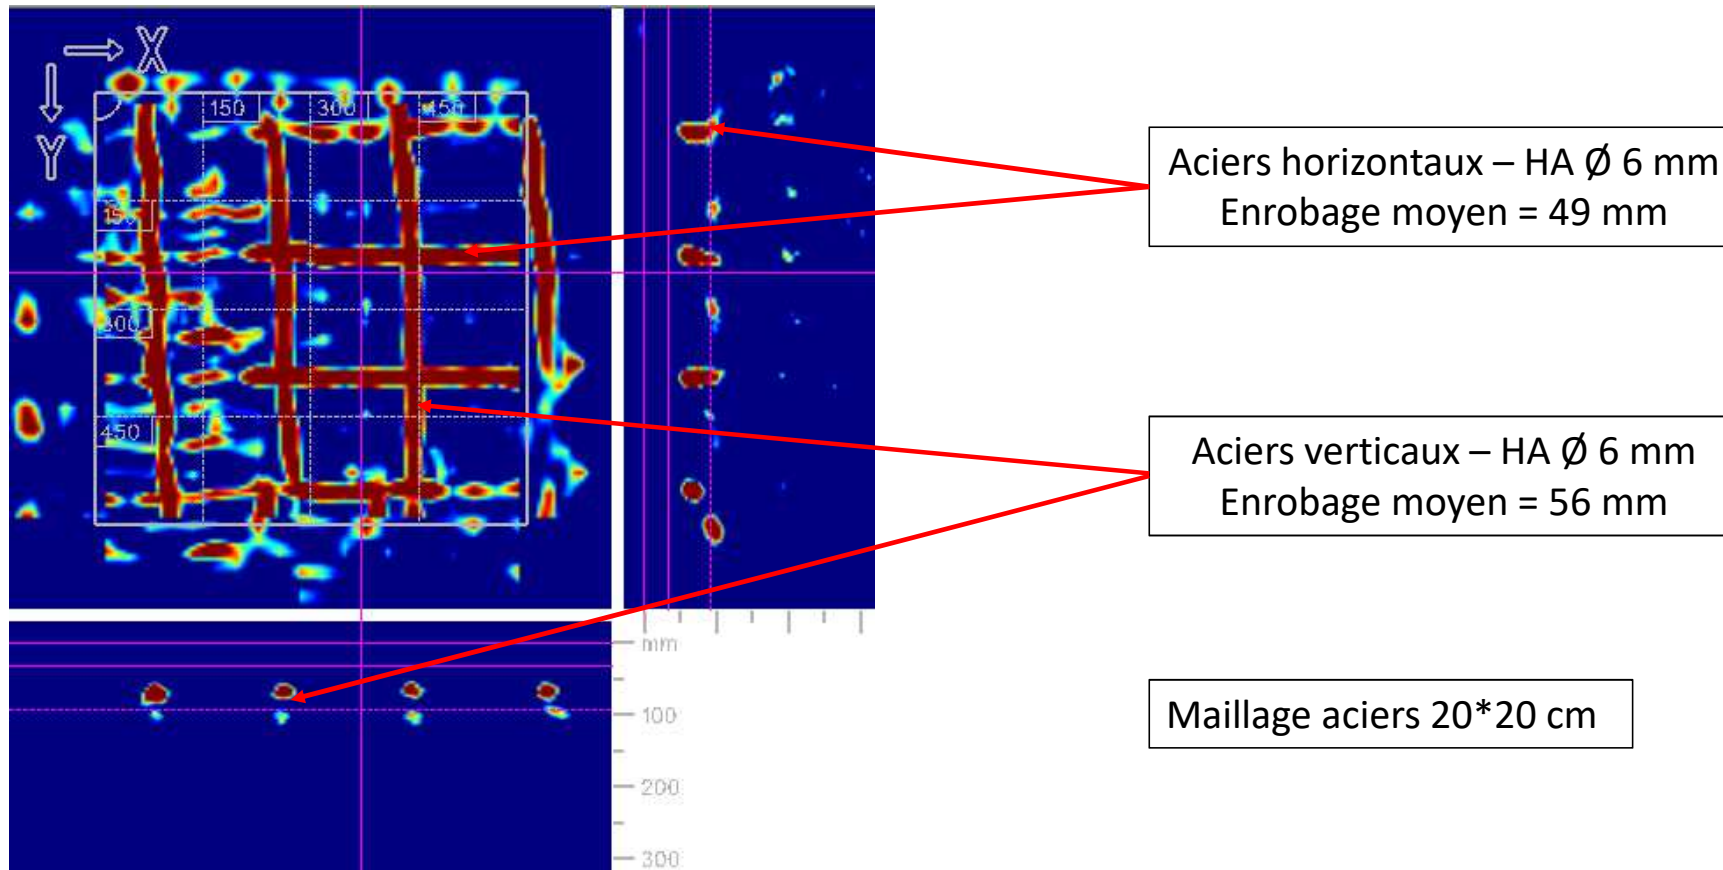 X
Y
150
300
450
150
300
450
Aciers horizontaux – HA Ø 6 mm
Enrobage moyen = 49 mm
Aciers verticaux – HA Ø 6 mm
Enrobage moyen = 56 mm
mm
100
200
300
Maillage aciers 20*20 cm